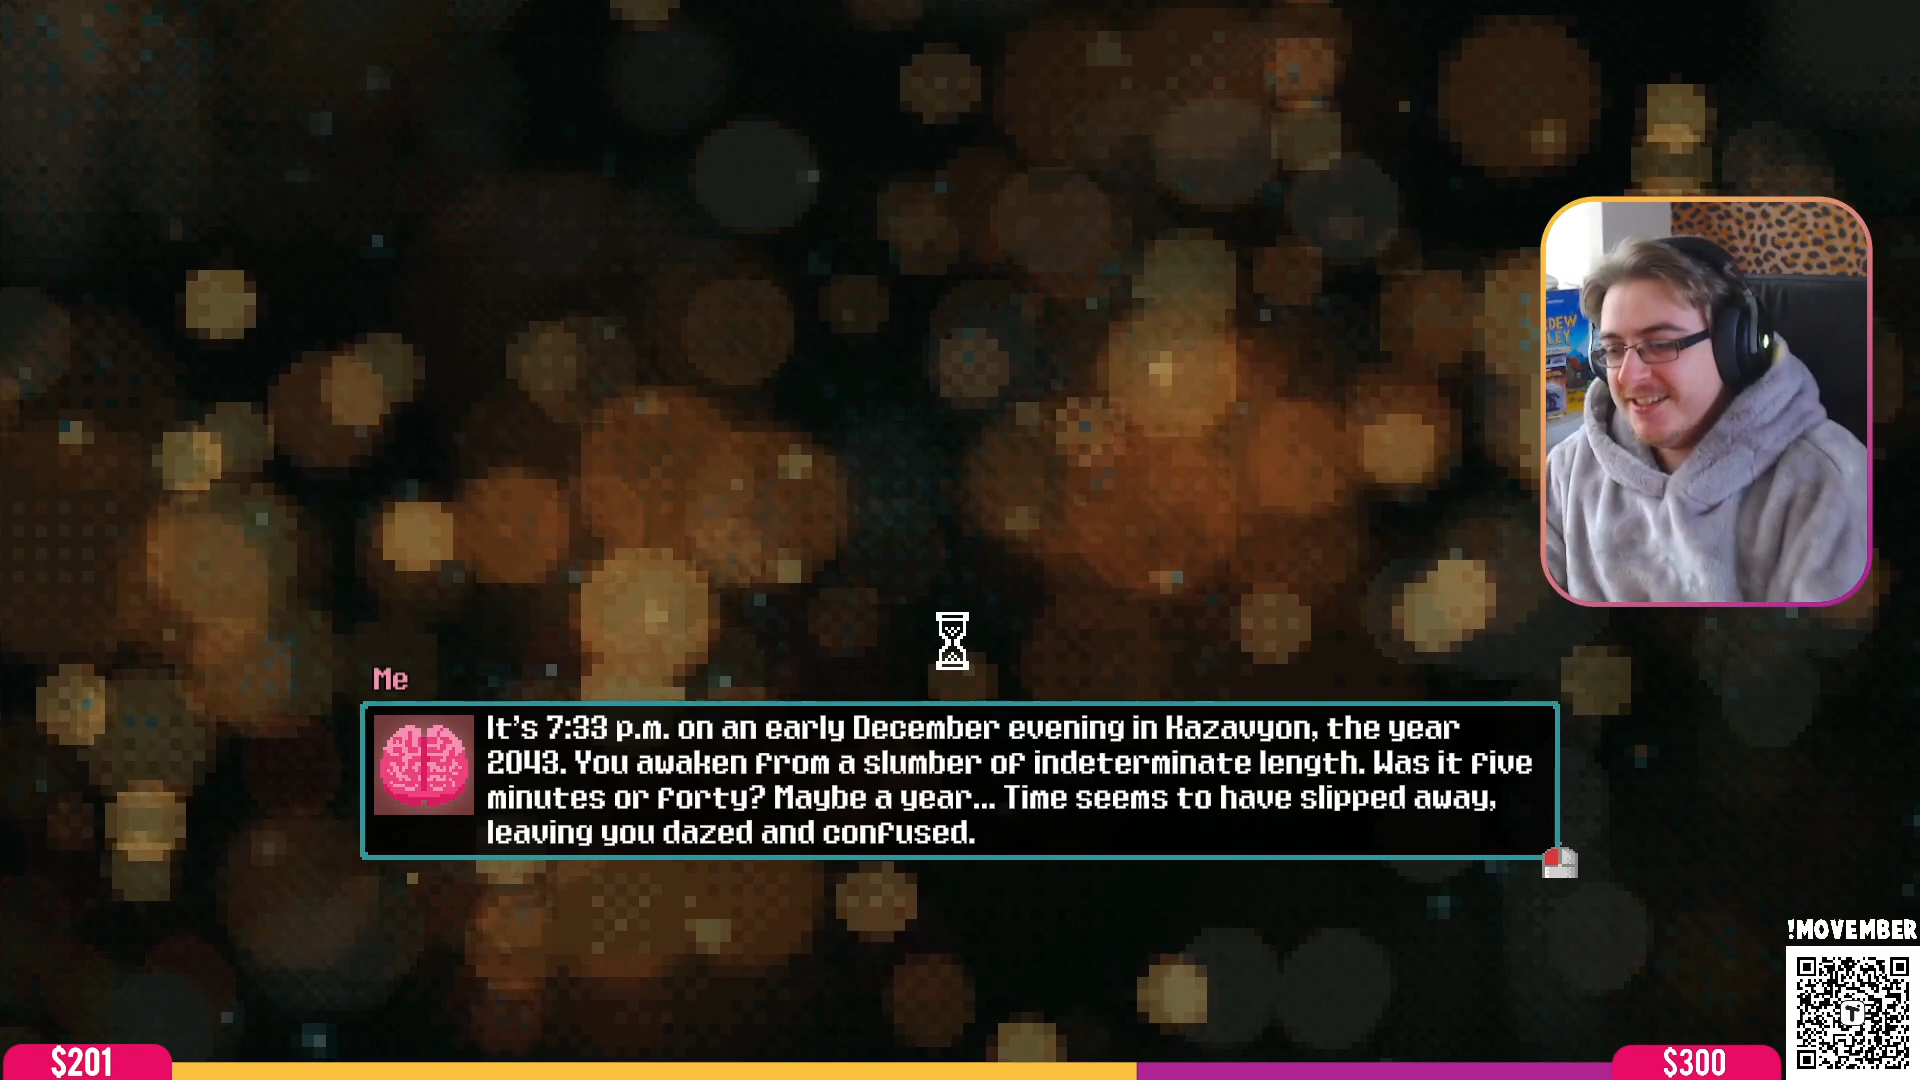 Me
It's 7:33 p.m. on an early December evening in Kazavyon, the year
2043. You awaken from a slumber of indeterminate length. Was it five
minutes or forty? Maybe a year... Time seems to have slipped away,
leaving you dazed and confused.
!MOVEMBER
T
$201
$300